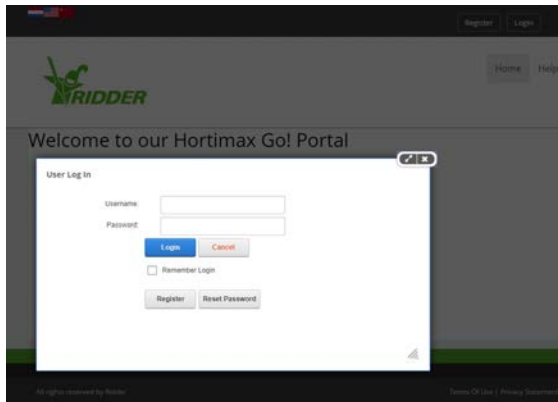 Register Login
RIDDER
Home Help
Welcome to our Hortimax Go! Portal
User Log In
Username:
Password:
Login Cancel
Remember Login
Register Reset Password
All rights reserved by Ridder
Terms Of Use | Privacy Statement